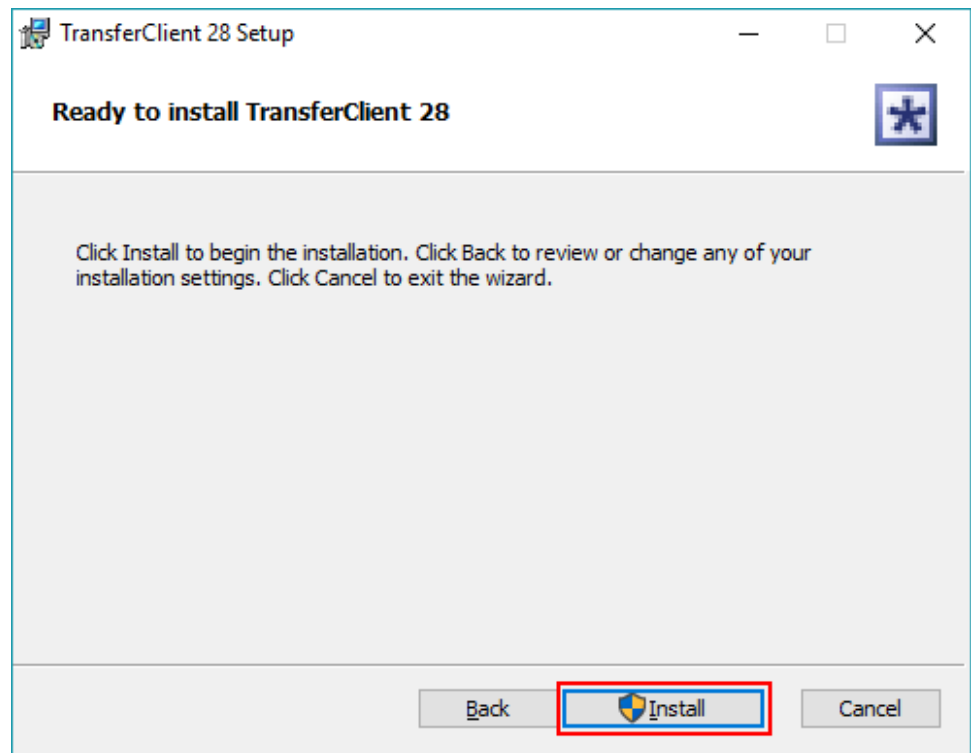 TransferClient 28 Setup
Ready to install TransferClient 28
Click Install to begin the installation. Click Back to review or change any of your
installation settings. Click Cancel to exit the wizard.
Back
Install
Cancel